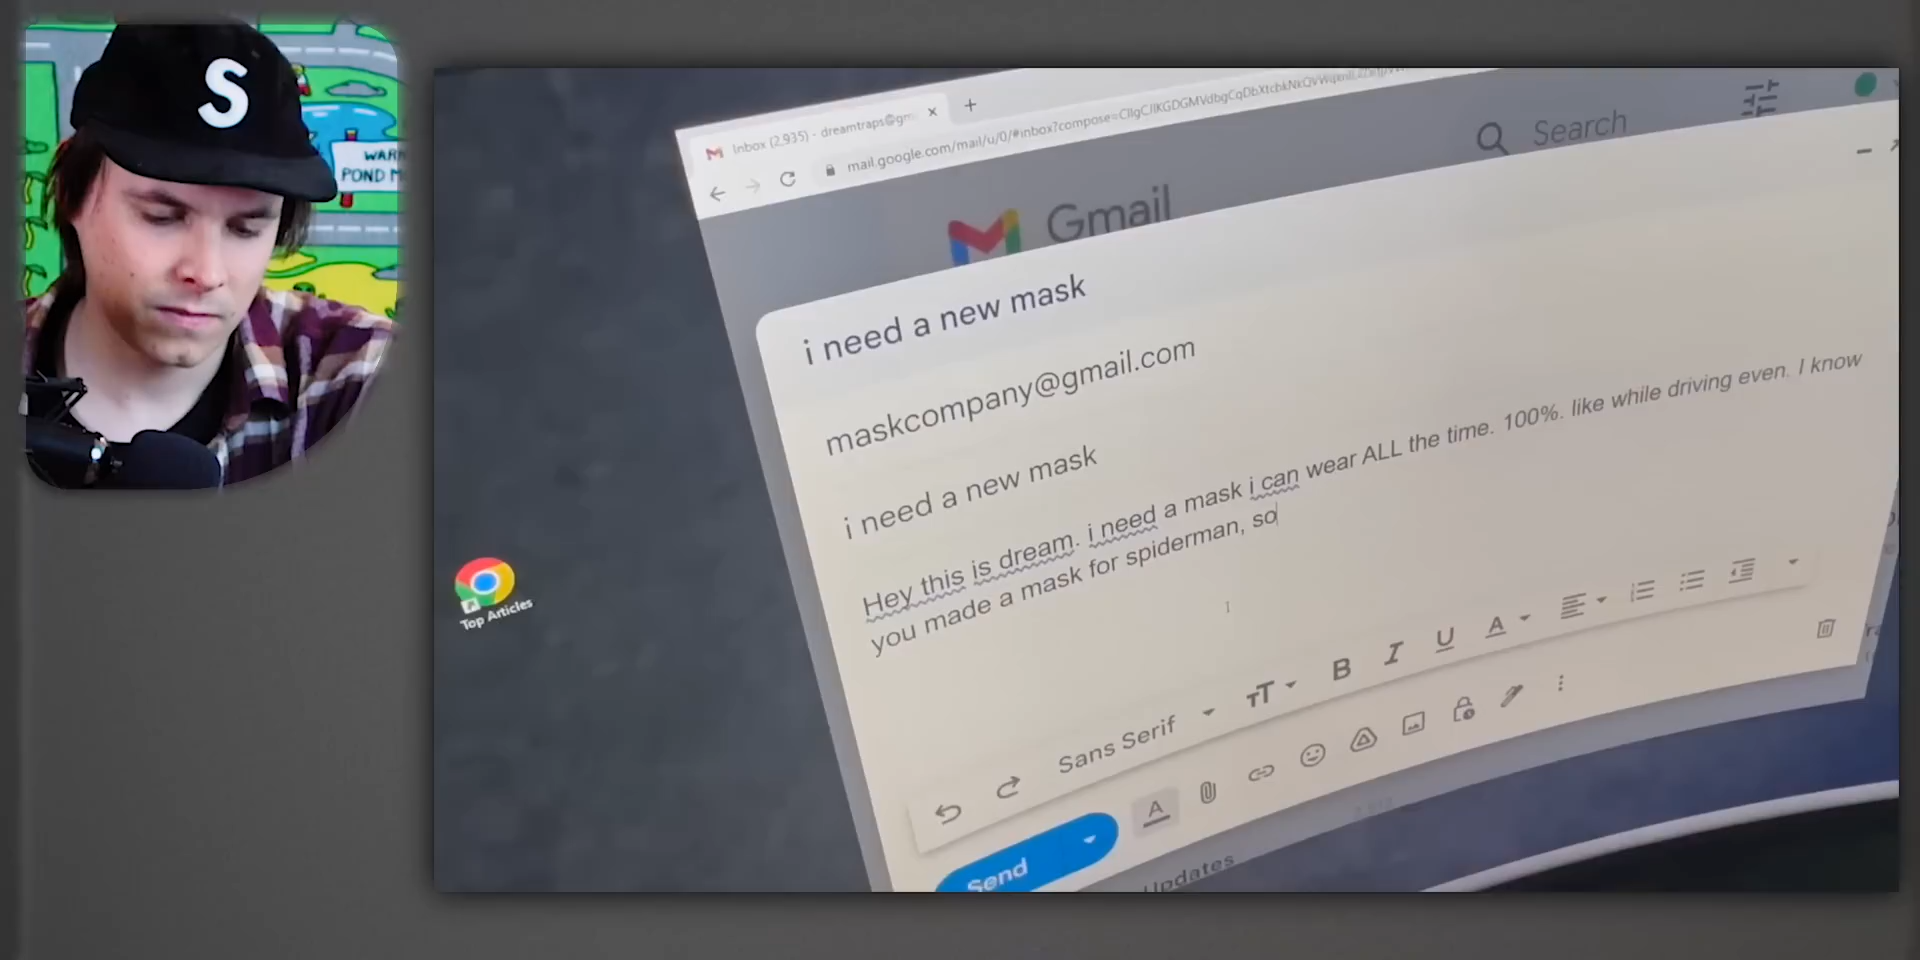 S
WARM
POND
Inbox (2,935) - dreamtraps@gm
mail.google.com/mail/u/0/#inbox?compose=
Search
Gmail
i need a new mask
maskcompany@gmail.com
i need a new mask
Hey this is dream. i need a mask i can wear ALL the time. 100%. like while driving even. I know
you made a mask for spiderman, so
Top Articles
Sans Serif
B I U A
A
Send
Updates